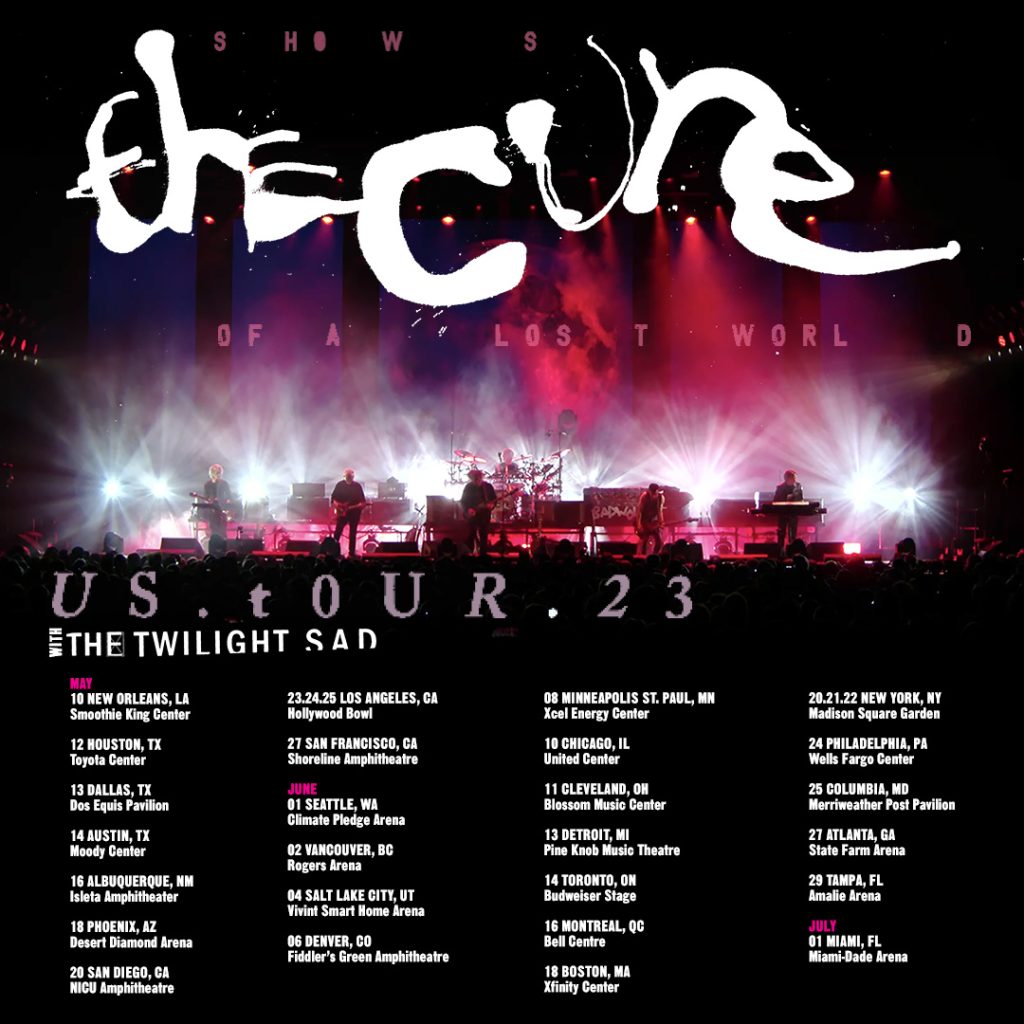 SHOWS
THE CURE
OF A LOST WORLD
BADWOLF
US.tOUR.23
WITH THE TWILIGHT SAD
MAY
10 NEW ORLEANS, LA
Smoothie King Center
12 HOUSTON, TX
Toyota Center
13 DALLAS, TX
Dos Equis Pavilion
14 AUSTIN, TX
Moody Center
16 ALBUQUERQUE, NM
Isleta Amphitheater
18 PHOENIX, AZ
Desert Diamond Arena
20 SAN DIEGO, CA
NICU Amphitheatre
23.24.25 LOS ANGELES, CA
Hollywood Bowl
27 SAN FRANCISCO, CA
Shoreline Amphitheatre
JUNE
01 SEATTLE, WA
Climate Pledge Arena
02 VANCOUVER, BC
Rogers Arena
04 SALT LAKE CITY, UT
Vivint Smart Home Arena
06 DENVER, CO
Fiddler's Green Amphitheatre
08 MINNEAPOLIS ST. PAUL, MN
Xcel Energy Center
10 CHICAGO, IL
United Center
11 CLEVELAND, OH
Blossom Music Center
13 DETROIT, MI
Pine Knob Music Theatre
14 TORONTO, ON
Budweiser Stage
16 MONTREAL, QC
Bell Centre
18 BOSTON, MA
Xfinity Center
20.21.22 NEW YORK, NY
Madison Square Garden
24 PHILADELPHIA, PA
Wells Fargo Center
25 COLUMBIA, MD
Merriweather Post Pavilion
27 ATLANTA, GA
State Farm Arena
29 TAMPA, FL
Amalie Arena
JULY
01 MIAMI, FL
Miami-Dade Arena